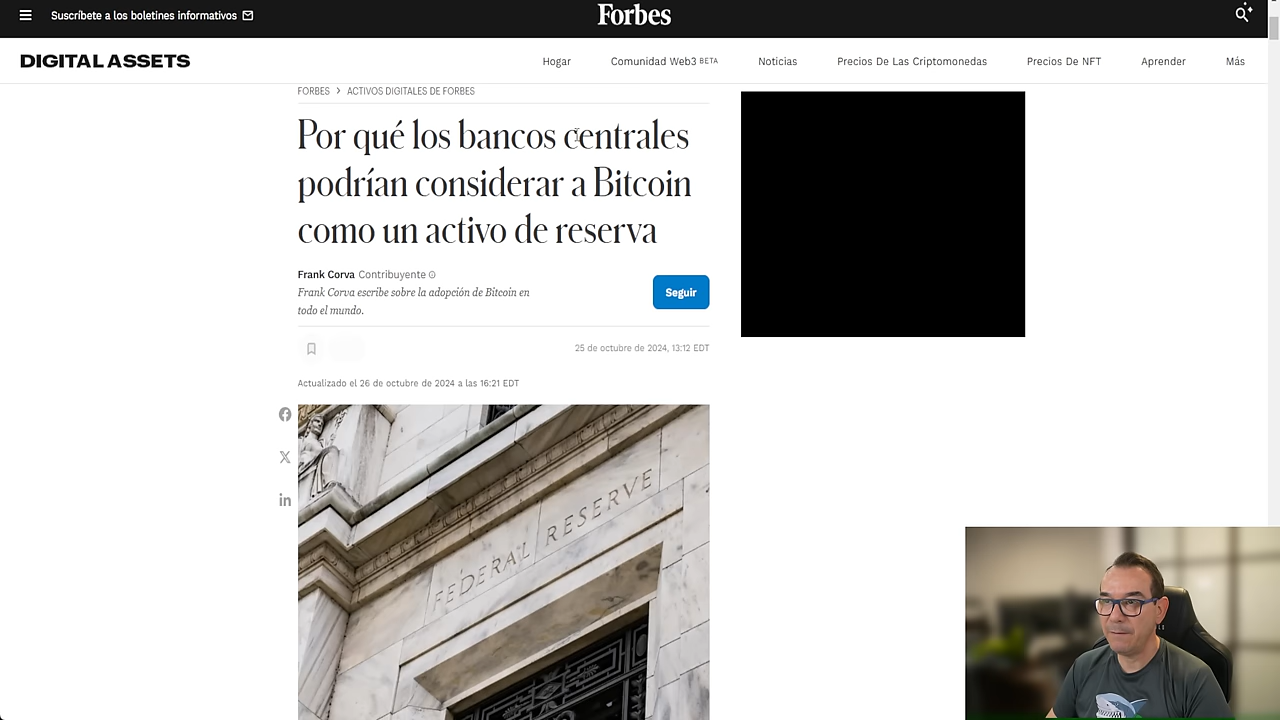 Suscríbete a los boletines informativos
Forbes
DIGITAL ASSETS
Hogar
Comunidad Web3 BETA
Noticias
Precios De Las Criptomonedas
Precios De NFT
Aprender
Más
FORBES > ACTIVOS DIGITALES DE FORBES
Por qué los bancos centrales
podrían considerar a Bitcoin
como un activo de reserva
Frank Corva Contribuyente
Frank Corva escribe sobre la adopción de Bitcoin en
todo el mundo.
Seguir
25 de octubre de 2024, 13:12 EDT
Actualizado el 26 de octubre de 2024 a las 16:21 EDT
FEDERAL RESERVE